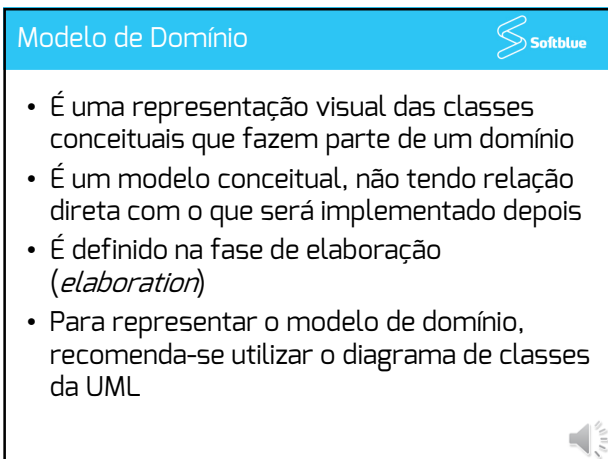 Modelo de Domínio
Softblue
• É uma representação visual das classes
conceituais que fazem parte de um domínio
• É um modelo conceitual, não tendo relação
direta com o que será implementado depois
• É definido na fase de elaboração
(elaboration)
• Para representar o modelo de domínio,
recomenda-se utilizar o diagrama de classes
da UML